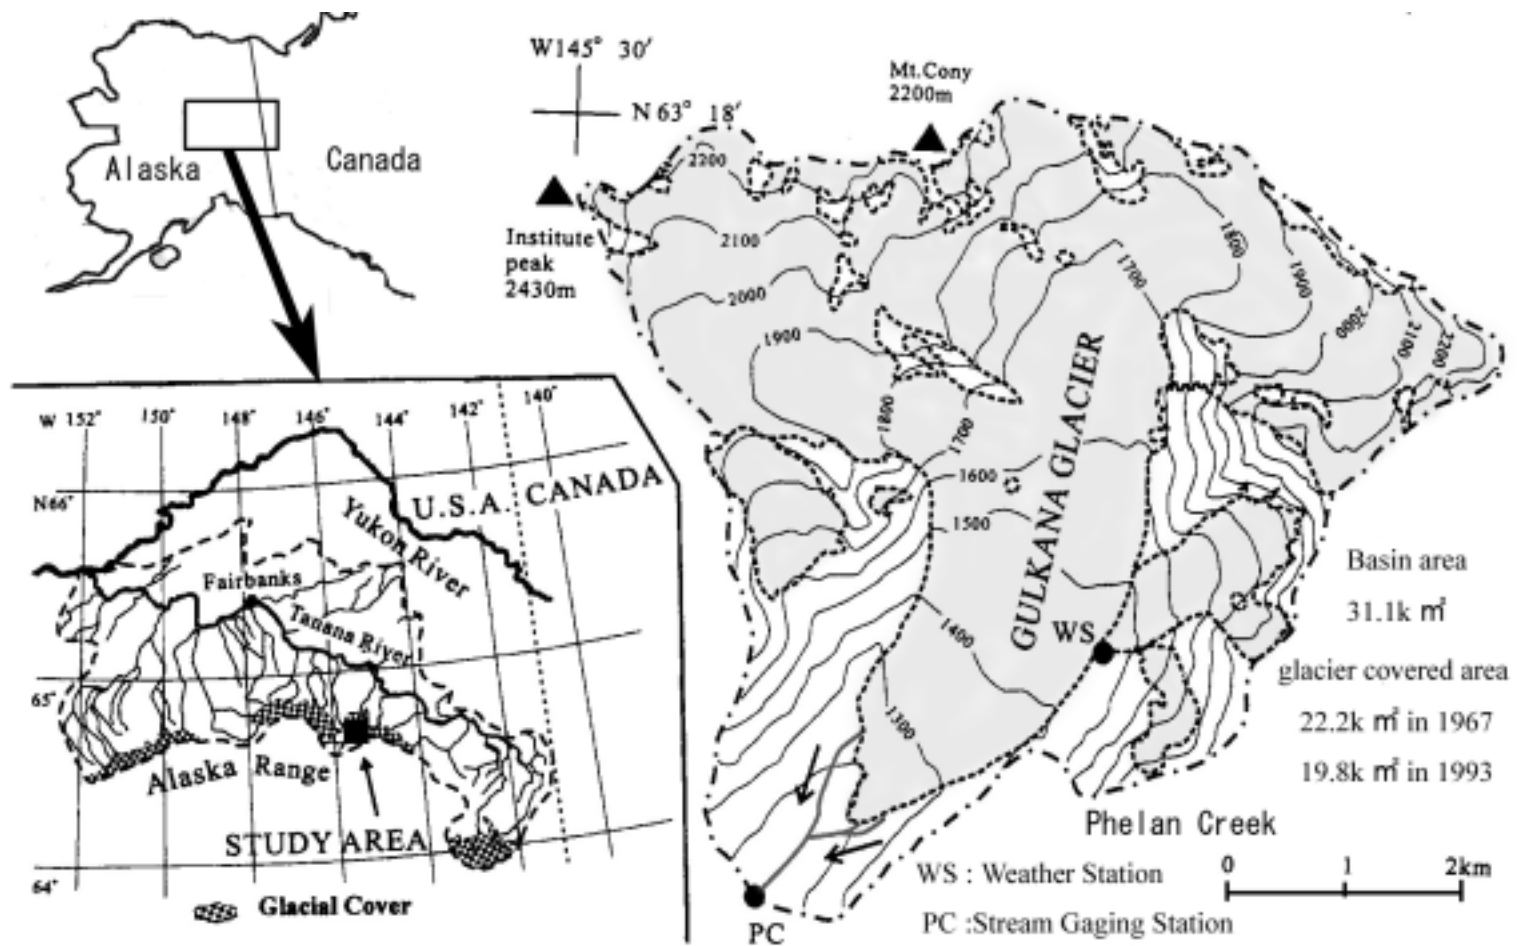 Alaska
Canada
W 152°
150°
148°
146°
144°
142°
140°
N66°
65°
64°
U.S.A. CANADA
Yukon River
Fairbanks
Tanana River
Alaska Range
STUDY AREA
Glacial Cover
W145° 30′
N 63° 18′
Mt.Cony
2200m
Institute
peak
2430m
2200
2100
2000
1900
1800
1700
1600
1500
1400
1300
1700
1800
1900
2000
2100
2200
GULKANA GLACIER
WS
PC
Basin area
31.1k ㎡
glacier covered area
22.2k ㎡ in 1967
19.8k ㎡ in 1993
Phelan Creek
WS : Weather Station
0 1 2km
PC :Stream Gaging Station